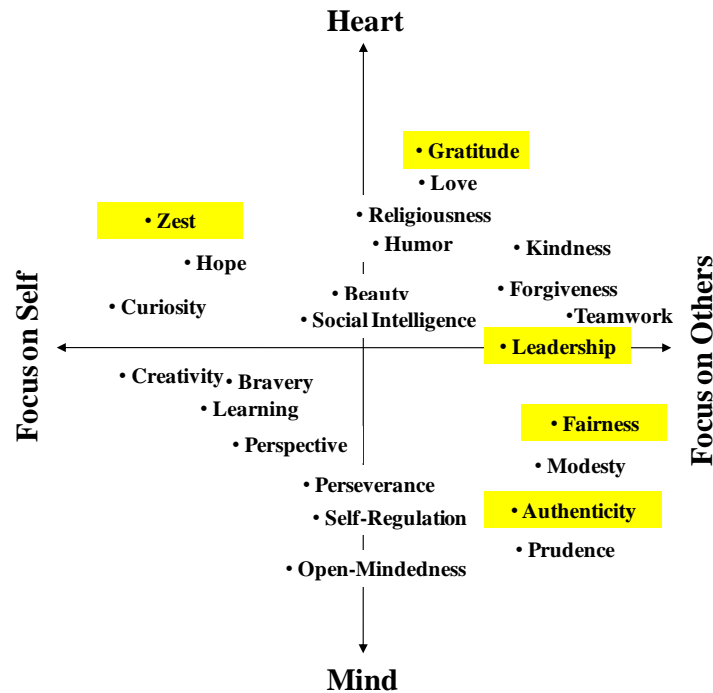 Heart
• Gratitude
• Love
• Zest
• Religiousness
• Humor
• Kindness
• Hope
• Beauty
• Forgiveness
• Curiosity
• Social Intelligence
• Teamwork
Focus on Self
• Leadership
Focus on Others
• Creativity
• Bravery
• Learning
• Fairness
• Perspective
• Modesty
• Perseverance
• Self-Regulation
• Authenticity
• Prudence
• Open-Mindedness
Mind